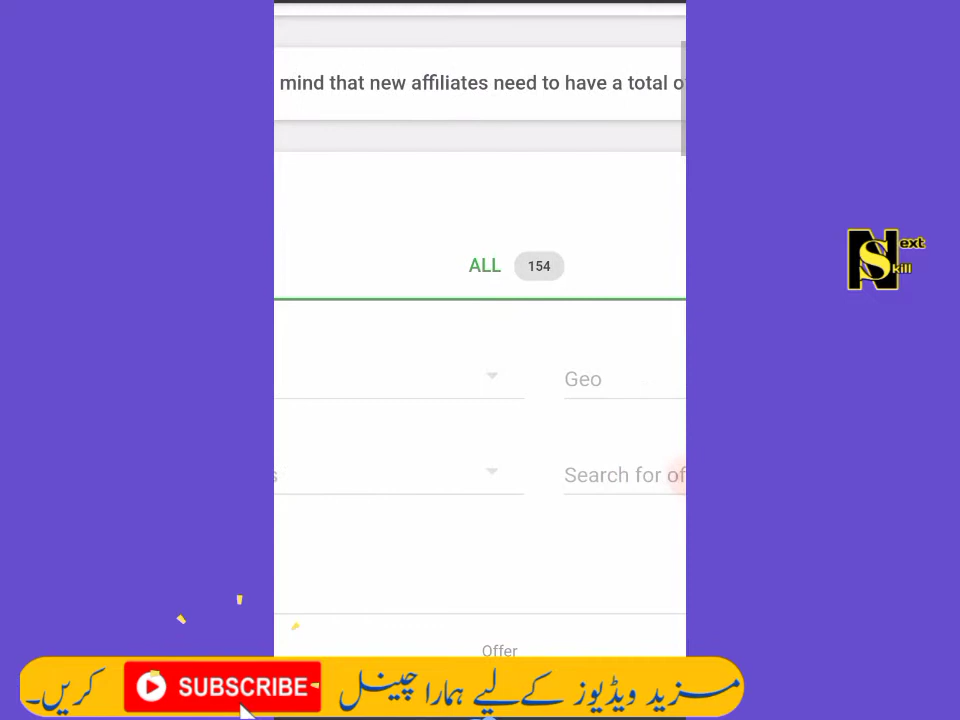 mind that new affiliates need to have a total
ALL 154
Geo
Search for
Offer
Next
Skill
مزید ویڈیوز کے لیے ہمارا چینل SUBSCRIBE کریں۔